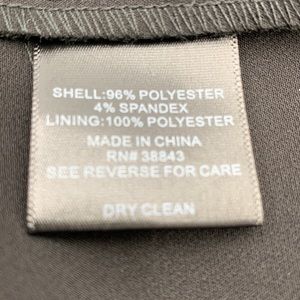 SHELL:96% POLYESTER
4% SPANDEX
LINING:100% POLYESTER
MADE IN CHINA
RN# 38843
SEE REVERSE FOR CARE
DRY CLEAN